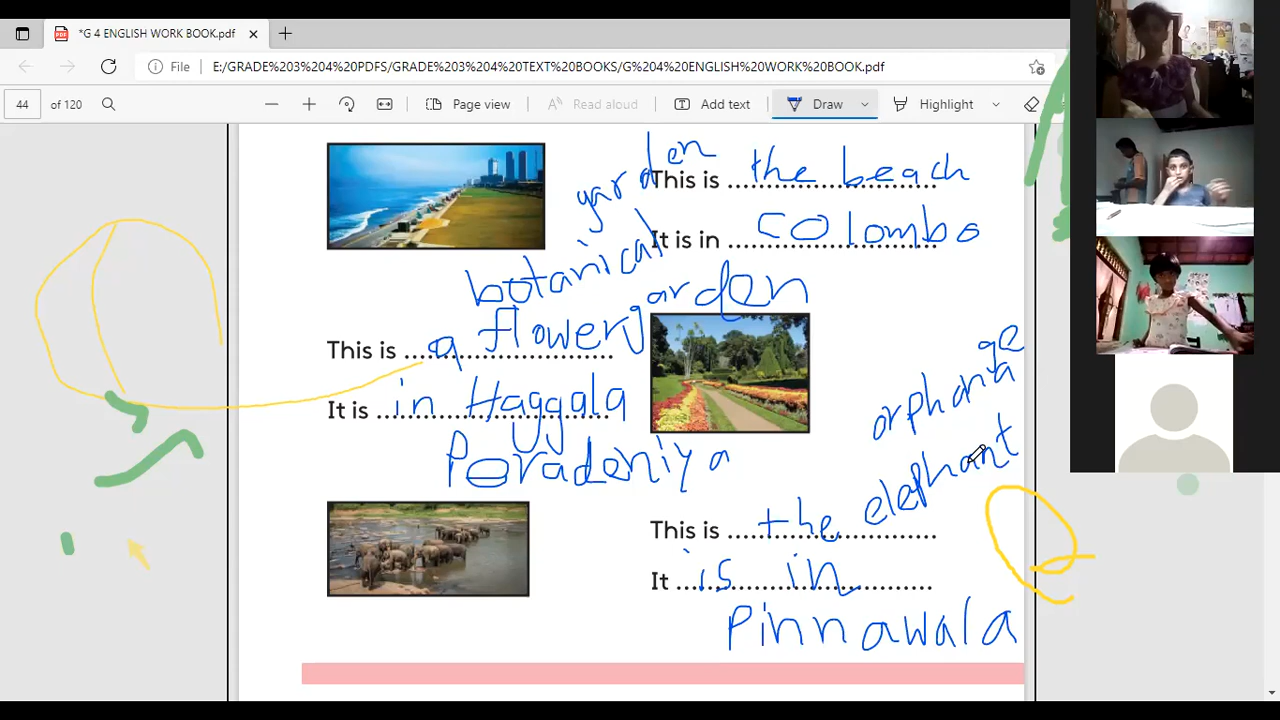 *G 4 ENGLISH WORK BOOK.pdf
File E:/GRADE%203%204%20PDFS/GRADE%203%204%20TEXT%20BOOKS/G%204%20ENGLISH%20WORK%20BOOK.pdf
44 of 120 Page view Read aloud Add text Draw Highlight
garden
This is ........ the beach
It is in ........ Colombo
botanical
This is ........ a flower garden
It is ........ in Haggala
Peradeniya
orphanage
This is ........ the elephant
It ........ is in
Pinnawala